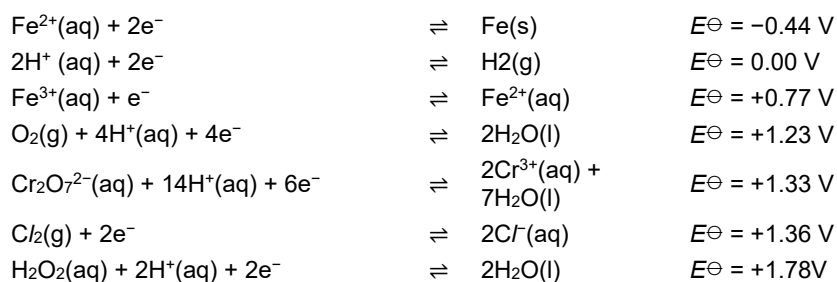 Fe²⁺(aq) + 2e⁻ ⇌ Fe(s) E⦵ = −0.44 V
2H⁺ (aq) + 2e⁻ ⇌ H2(g) E⦵ = 0.00 V
Fe³⁺(aq) + e⁻ ⇌ Fe²⁺(aq) E⦵ = +0.77 V
O₂(g) + 4H⁺(aq) + 4e⁻ ⇌ 2H₂O(l) E⦵ = +1.23 V
Cr₂O₇²⁻(aq) + 14H⁺(aq) + 6e⁻ ⇌ 2Cr³⁺(aq) +
7H₂O(l) E⦵ = +1.33 V
Cl₂(g) + 2e⁻ ⇌ 2Cl⁻(aq) E⦵ = +1.36 V
H₂O₂(aq) + 2H⁺(aq) + 2e⁻ ⇌ 2H₂O(l) E⦵ = +1.78V